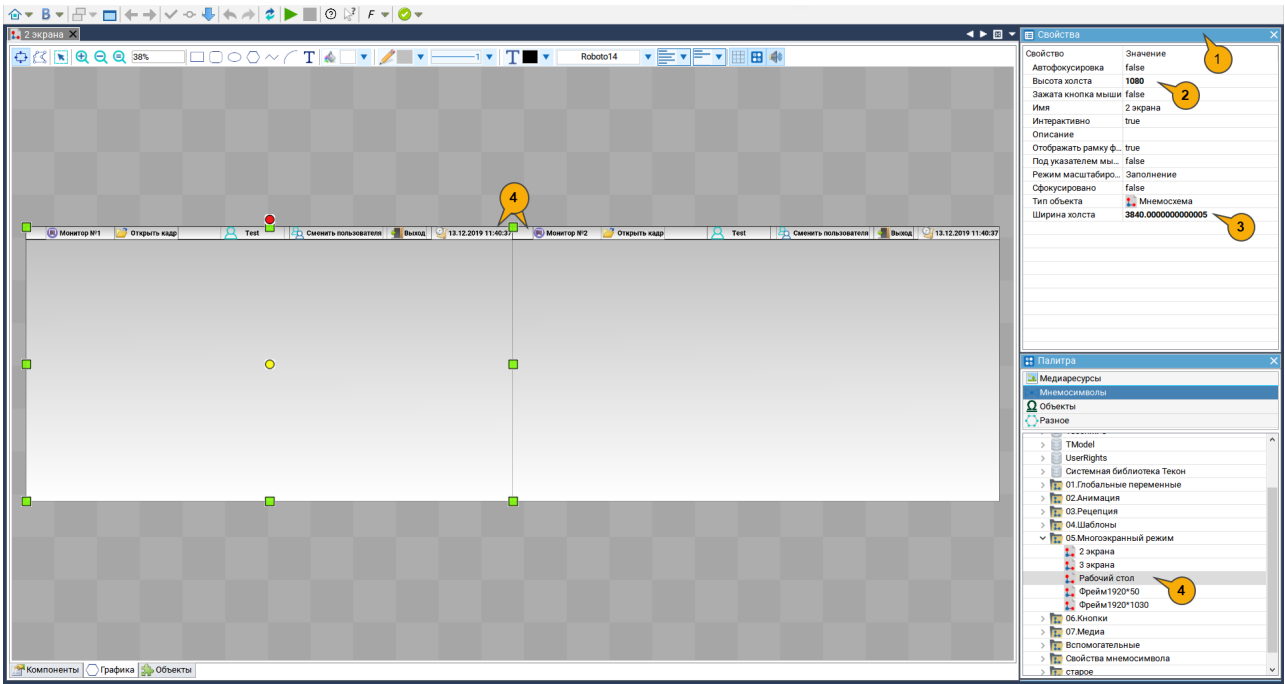 B
F
2 экрана
38%
1
T
Roboto14
4
Монитор №1 Открыть кадр Test Сменить пользователя Выход 13.12.2019 11:40:37
Монитор №2 Открыть кадр Test Сменить пользователя Выход 13.12.2019 11:40:37
Компоненты Графика Объекты
Свойства
1
Свойство Значение
Автофокусировка false
Высота холста 1080
2
Зажата кнопка мыши false
Имя 2 экрана
Интерактивно true
Описание
Отображать рамку ф... true
Под указателем мы... false
Режим масштабиро... Заполнение
Сфокусировано false
Тип объекта Мнемосхема
Ширина холста 3840.0000000000005
3
Палитра
Медиаресурсы
Мнемосимволы
Объекты
Разное
TModel
UserRights
Системная библиотека Текон
01.Глобальные переменные
02.Анимация
03.Рецепция
04.Шаблоны
05.Многоэкранный режим
2 экрана
3 экрана
Рабочий стол
4
Фрейм1920*50
Фрейм1920*1030
06.Кнопки
07.Медиа
Вспомогательные
Свойства мнемосимвола
старое